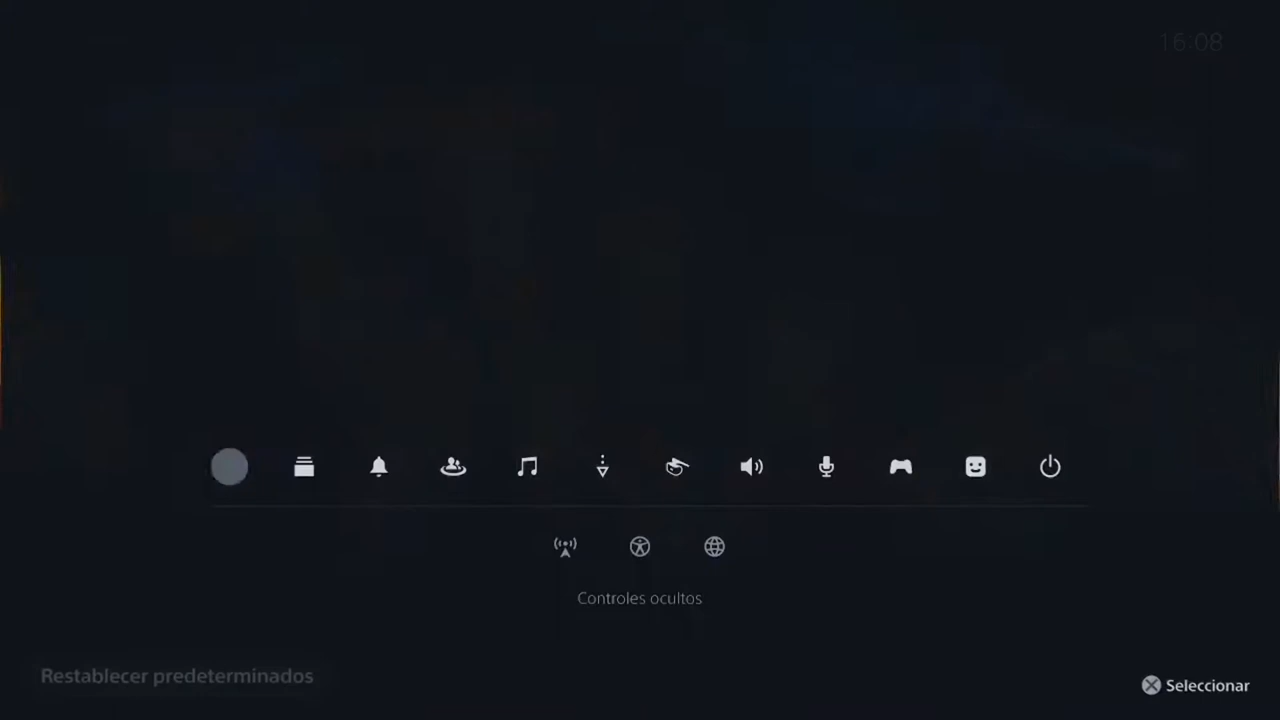 16:08
Controles ocultos
Restablecer predeterminados
Seleccionar